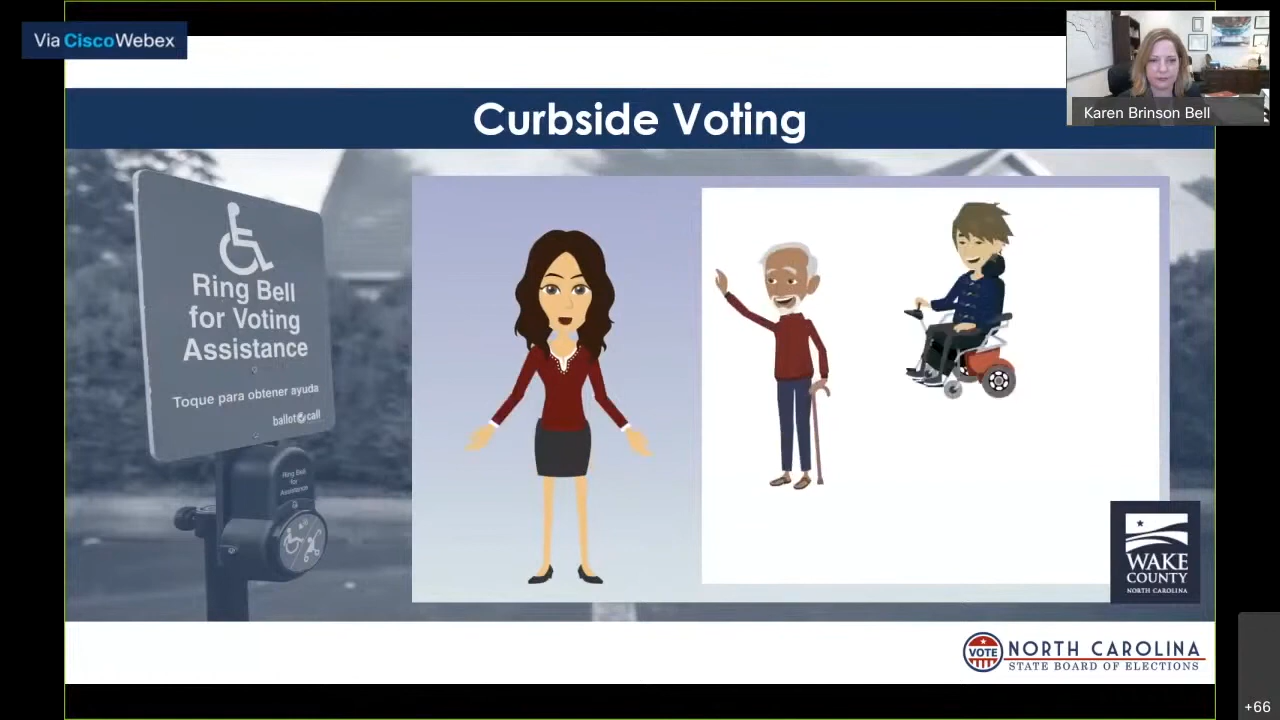 Via CiscoWebex
Karen Brinson Bell
Curbside Voting
Ring Bell
for Voting
Assistance
Toque para obtener ayuda
ballot call
Ring Bell
for
Assistance
WAKE
COUNTY
NORTH CAROLINA
VOTE
NORTH CAROLINA
STATE BOARD OF ELECTIONS
+66